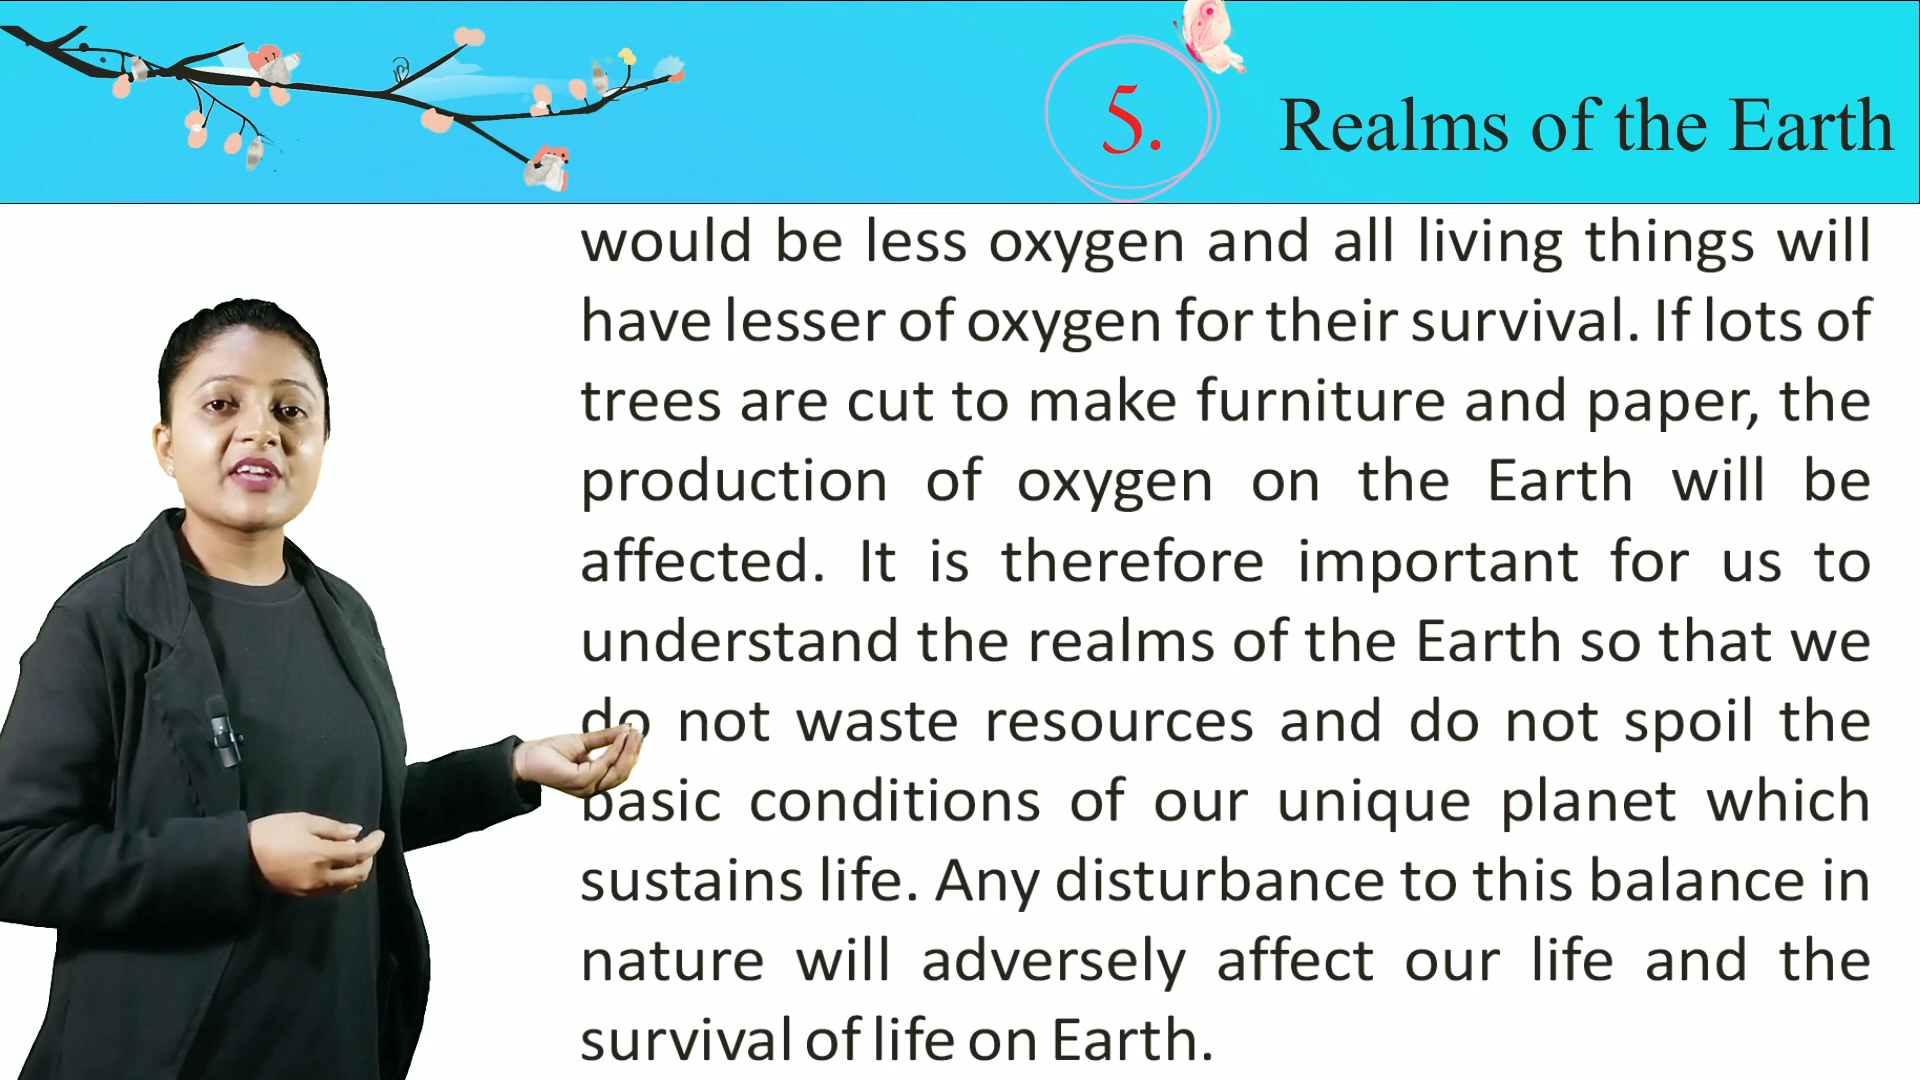 5. Realms of the Earth
would be less oxygen and all living things will
have lesser of oxygen for their survival. If lots of
trees are cut to make furniture and paper, the
production of oxygen on the Earth will be
affected. It is therefore important for us to
understand the realms of the Earth so that we
do not waste resources and do not spoil the
basic conditions of our unique planet which
sustains life. Any disturbance to this balance in
nature will adversely affect our life and the
survival of life on Earth.